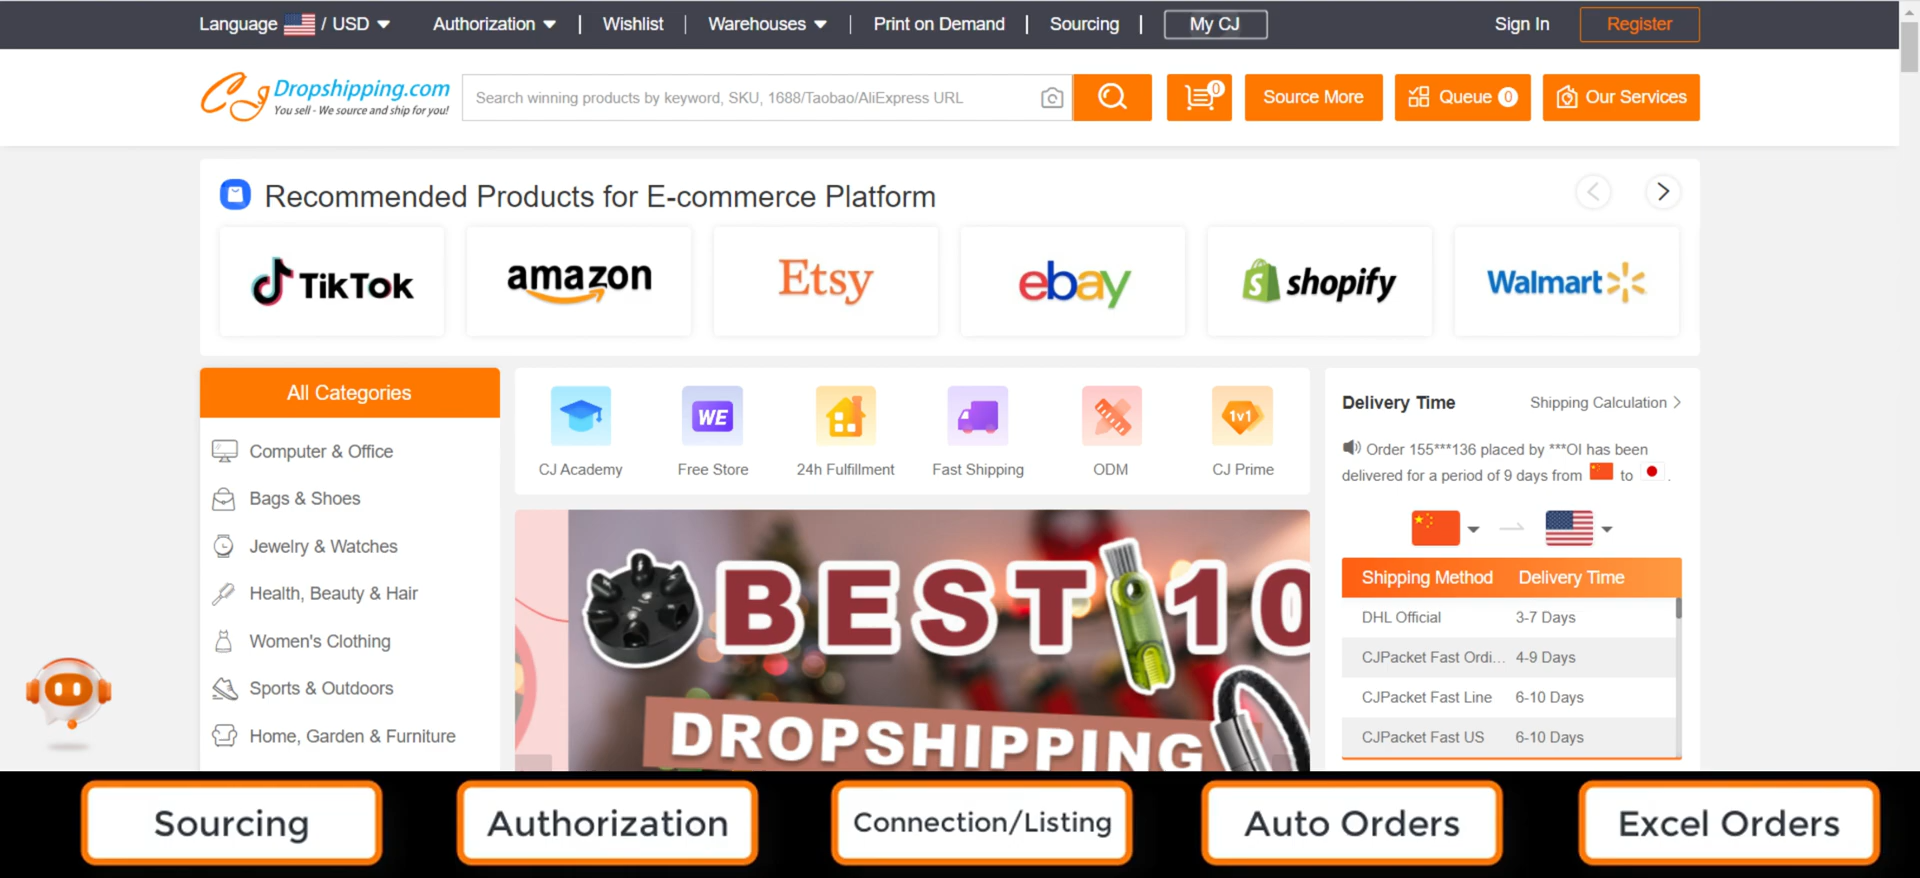 Language / USD Authorization | Wishlist | Warehouses | Print on Demand | Sourcing | My CJ Sign In Register
CJ Dropshipping.com
You sell - We source and ship for you!
Search winning products by keyword, SKU, 1688/Taobao/AliExpress URL
0
Source More
Queue 0
Our Services
Recommended Products for E-commerce Platform
TikTok
amazon
Etsy
ebay
shopify
Walmart
All Categories
Computer & Office
Bags & Shoes
Jewelry & Watches
Health, Beauty & Hair
Women's Clothing
Sports & Outdoors
Home, Garden & Furniture
WE
1v1
CJ Academy
Free Store
24h Fulfillment
Fast Shipping
ODM
CJ Prime
BEST 10
DROPSHIPPING
Delivery Time Shipping Calculation >
Order 155***136 placed by ***OI has been
delivered for a period of 9 days from to .
Shipping Method Delivery Time
DHL Official 3-7 Days
CJPacket Fast Ordi... 4-9 Days
CJPacket Fast Line 6-10 Days
CJPacket Fast US 6-10 Days
Sourcing
Authorization
Connection/Listing
Auto Orders
Excel Orders